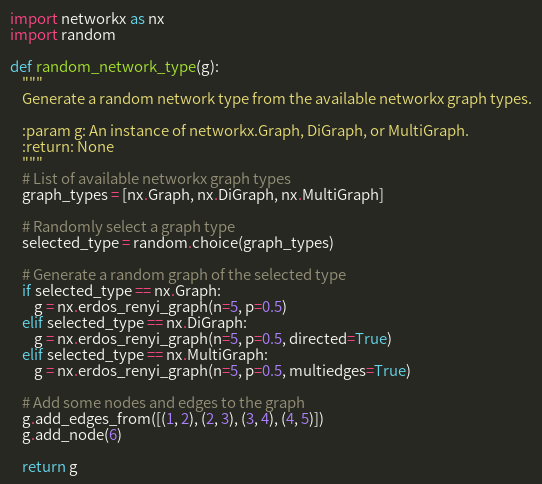 import networkx as nx
import random

def random_network_type(g):
    """
    Generate a random network type from the available networkx graph types.

    :param g: An instance of networkx.Graph, DiGraph, or MultiGraph.
    :return: None
    """
    # List of available networkx graph types
    graph_types = [nx.Graph, nx.DiGraph, nx.MultiGraph]

    # Randomly select a graph type
    selected_type = random.choice(graph_types)

    # Generate a random graph of the selected type
    if selected_type == nx.Graph:
        g = nx.erdos_renyi_graph(n=5, p=0.5)
    elif selected_type == nx.DiGraph:
        g = nx.erdos_renyi_graph(n=5, p=0.5, directed=True)
    elif selected_type == nx.MultiGraph:
        g = nx.erdos_renyi_graph(n=5, p=0.5, multiedges=True)

    # Add some nodes and edges to the graph
    g.add_edges_from([(1, 2), (2, 3), (3, 4), (4, 5)])
    g.add_node(6)

    return g